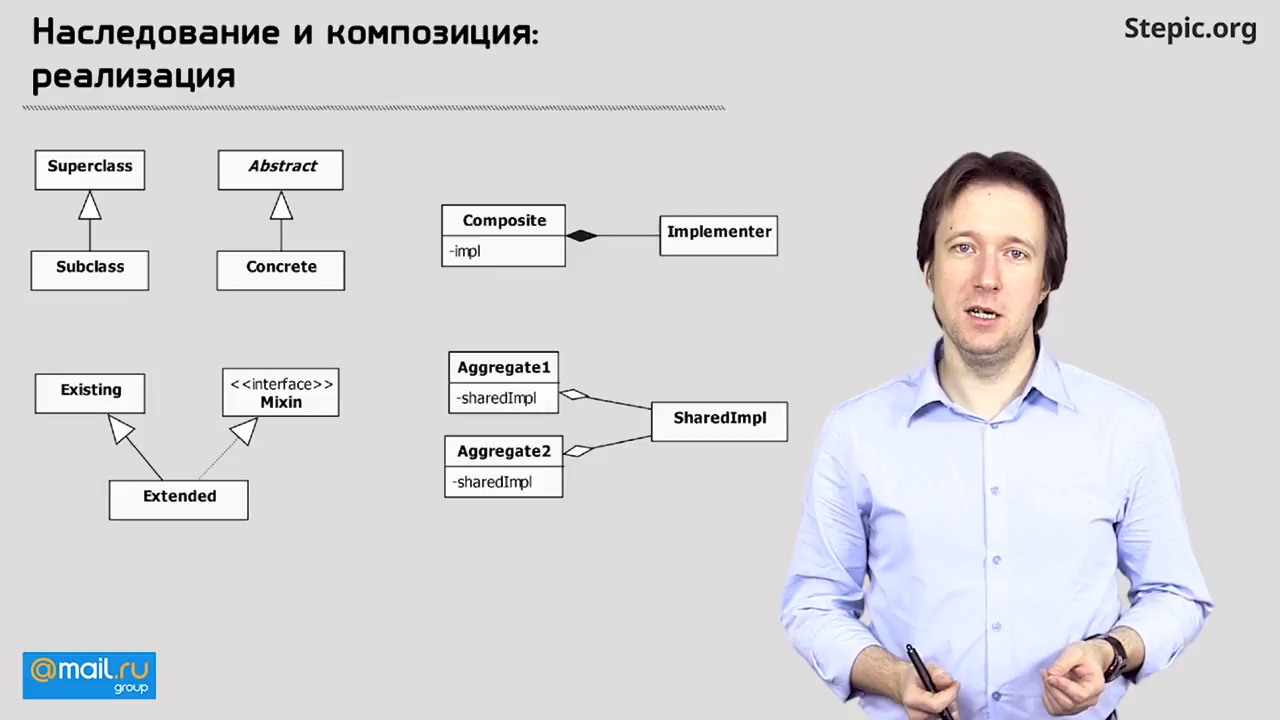 Наследование и композиция:
реализация
Stepic.org
Superclass
Subclass
Abstract
Concrete
Composite
-impl
Implementer
Existing
<<interface>>
Mixin
Extended
Aggregate1
-sharedImpl
Aggregate2
-sharedImpl
SharedImpl
@mail.ru
group